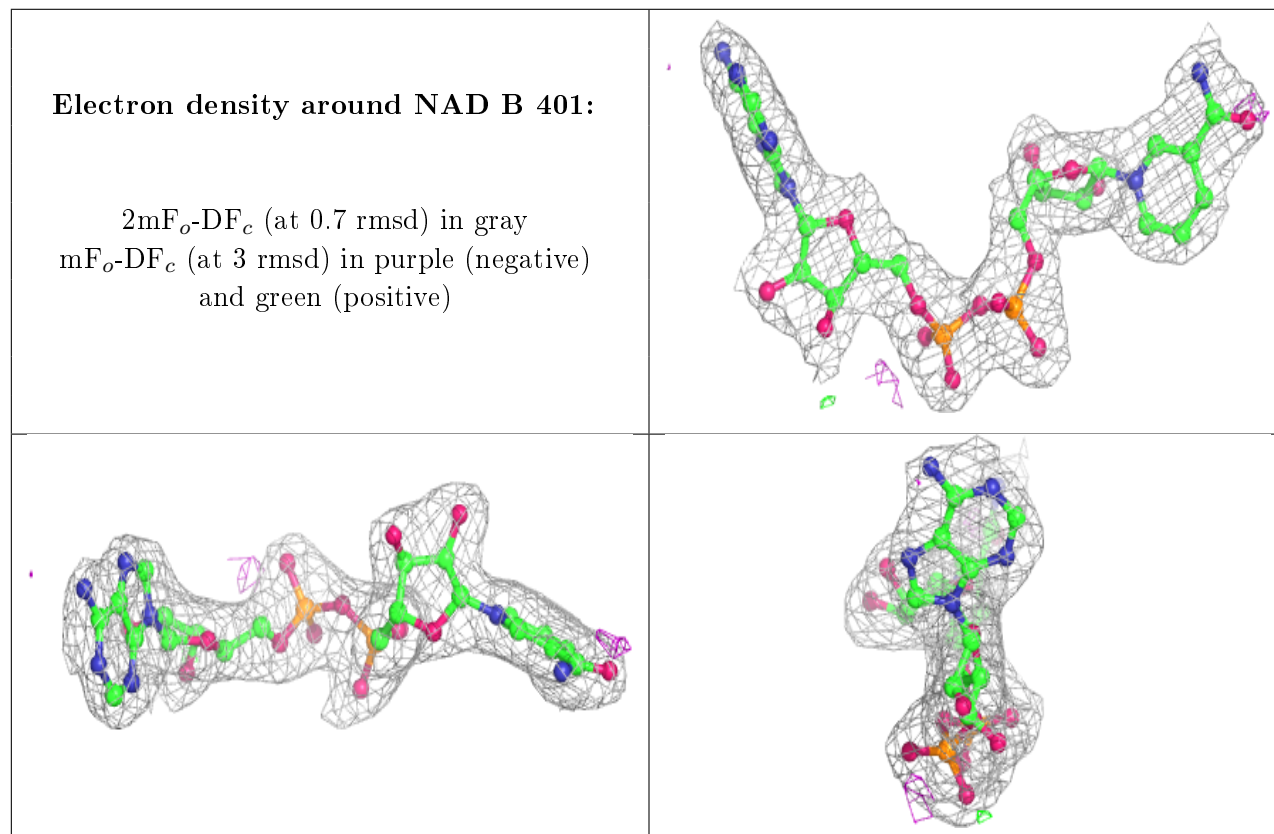 Electron density around NAD B 401:
2mFo-DFc (at 0.7 rmsd) in gray
mFo-DFc (at 3 rmsd) in purple (negative)
and green (positive)